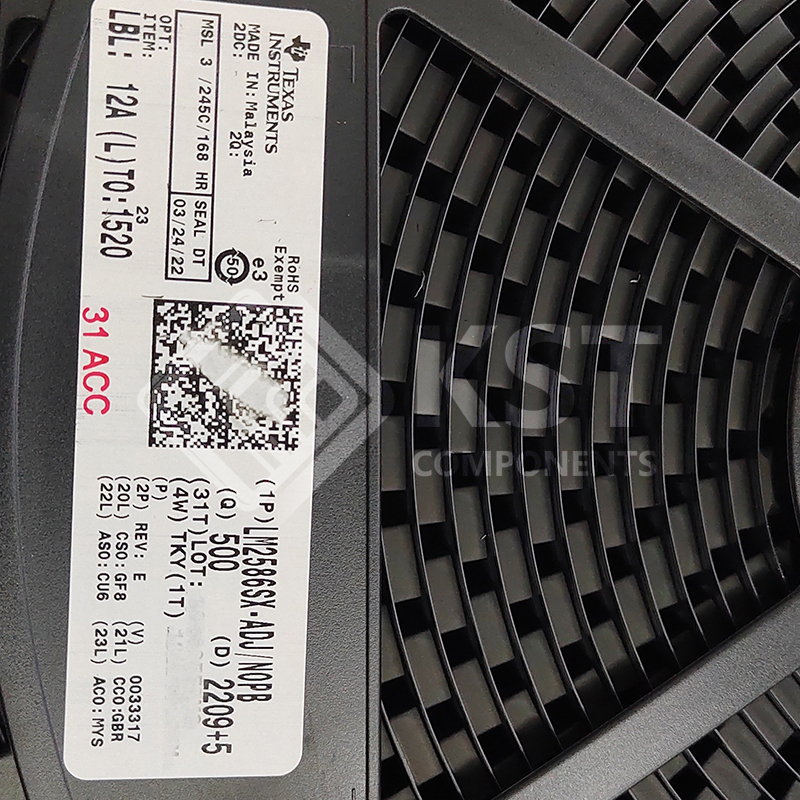 TEXAS
INSTRUMENTS
MADE IN:Malaysia
2DC: 2Q:
MSL 3 /245C/168 HR SEAL DT
03/24/22
OPT:
ITEM: 23
LBL: 12A (L)TO:1520
RoHS
Exempt
e3
50
31 ACC
(1P) LM2586SX-ADJ/NOPB
(Q) 500 (D) 2209+5
(31T)LOT:
(4W) TKY(1T)
(P)
(2P) REV: E (V) 0033317
(20L) CSO:GF8 (21L) CCO:GBR
(22L) ASO:CU6 (23L) ACO:MYS
KST
COMPONENTS